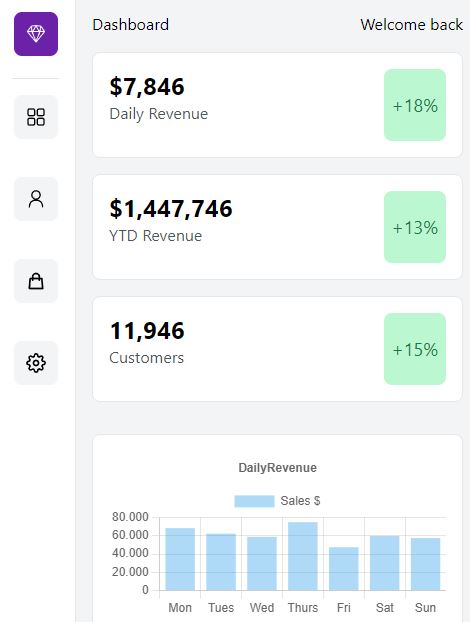 Dashboard Welcome back
$7,846
Daily Revenue
+18%
$1,447,746
YTD Revenue
+13%
11,946
Customers
+15%
DailyRevenue
Sales $
80.000
60.000
40.000
20.000
0
Mon Tues Wed Thurs Fri Sat Sun